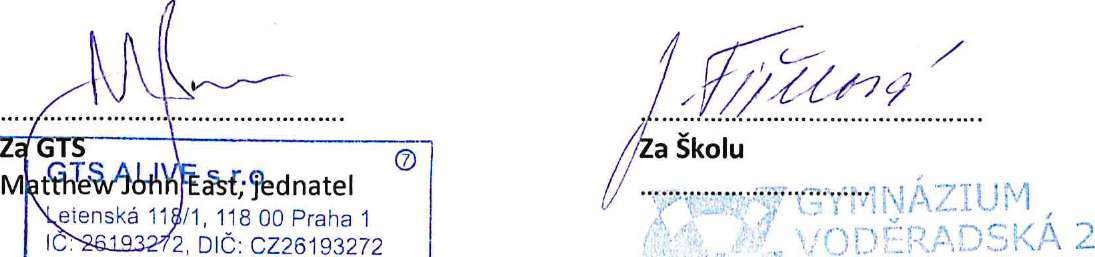 Za GTS
GTS ALIVE s.r.o.
7
Matthew John East, jednatel
Letenská 118/1, 118 00 Praha 1
IČ: 26193272, DIČ: CZ26193272
Za Školu
GYMNÁZIUM
VODĚRADSKÁ 2